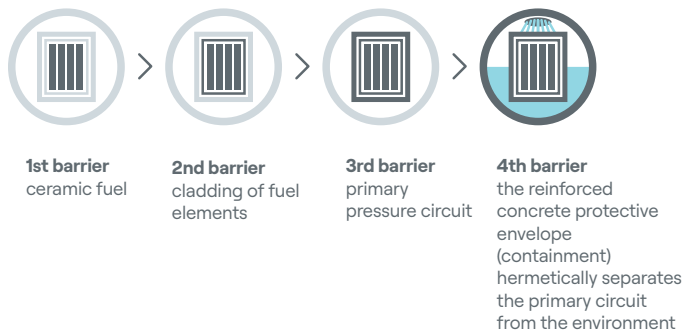 1st barrier
ceramic fuel
2nd barrier
cladding of fuel
elements
3rd barrier
primary
pressure circuit
4th barrier
the reinforced
concrete protective
envelope
(containment)
hermetically separates
the primary circuit
from the environment